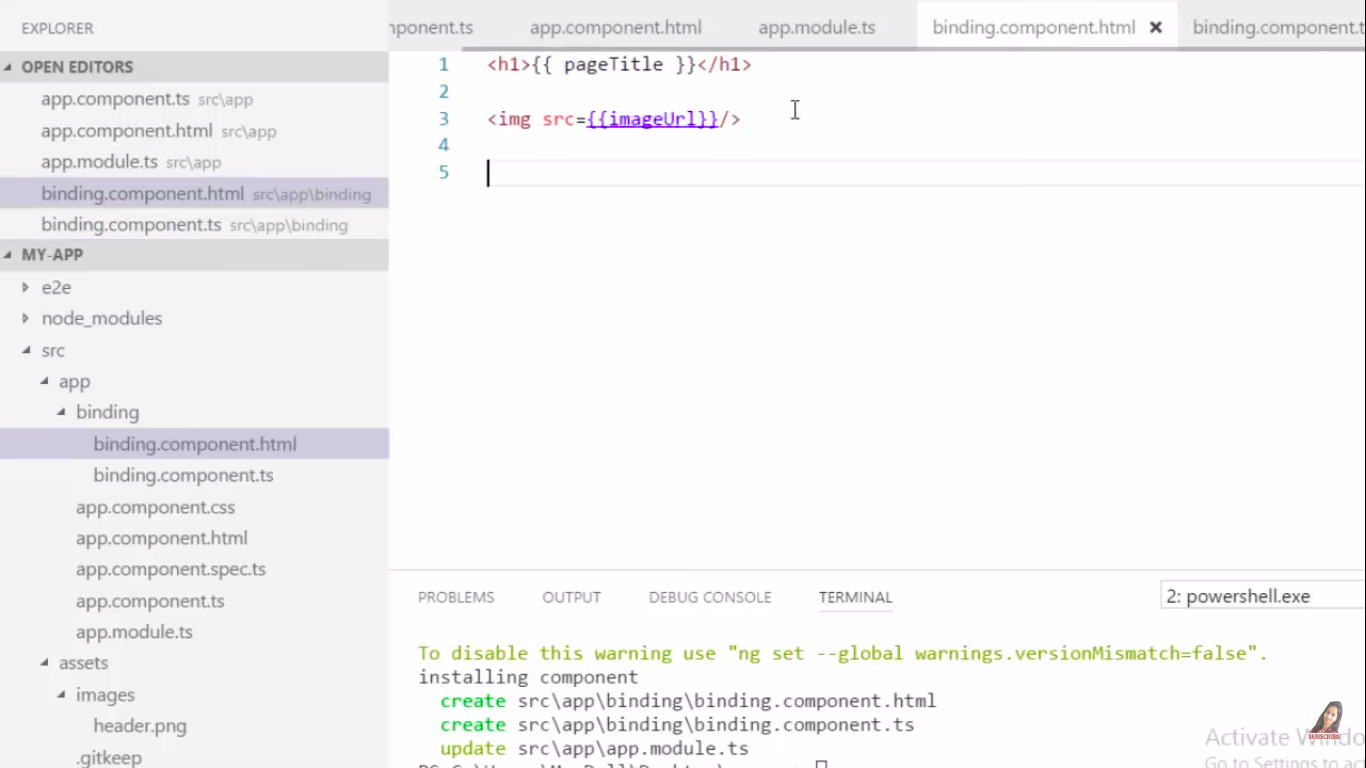 EXPLORER
OPEN EDITORS
app.component.ts src\app
app.component.html src\app
app.module.ts src\app
binding.component.html src\app\binding
binding.component.ts src\app\binding
MY-APP
e2e
node_modules
src
app
binding
binding.component.html
binding.component.ts
app.component.css
app.component.html
app.component.spec.ts
app.component.ts
app.module.ts
assets
images
header.png
.gitkeep
app.component.html app.module.ts binding.component.html × binding.component.t
1 <h1>{{ pageTitle }}</h1>
2
3 <img src={{imageUrl}}/>
4
5
PROBLEMS OUTPUT DEBUG CONSOLE TERMINAL 2: powershell.exe
To disable this warning use "ng set --global warnings.versionMismatch=false".
installing component
create src\app\binding\binding.component.html
create src\app\binding\binding.component.ts
update src\app\app.module.ts
Activate Windo
Go to Settings to ac
SUBSCRIBE